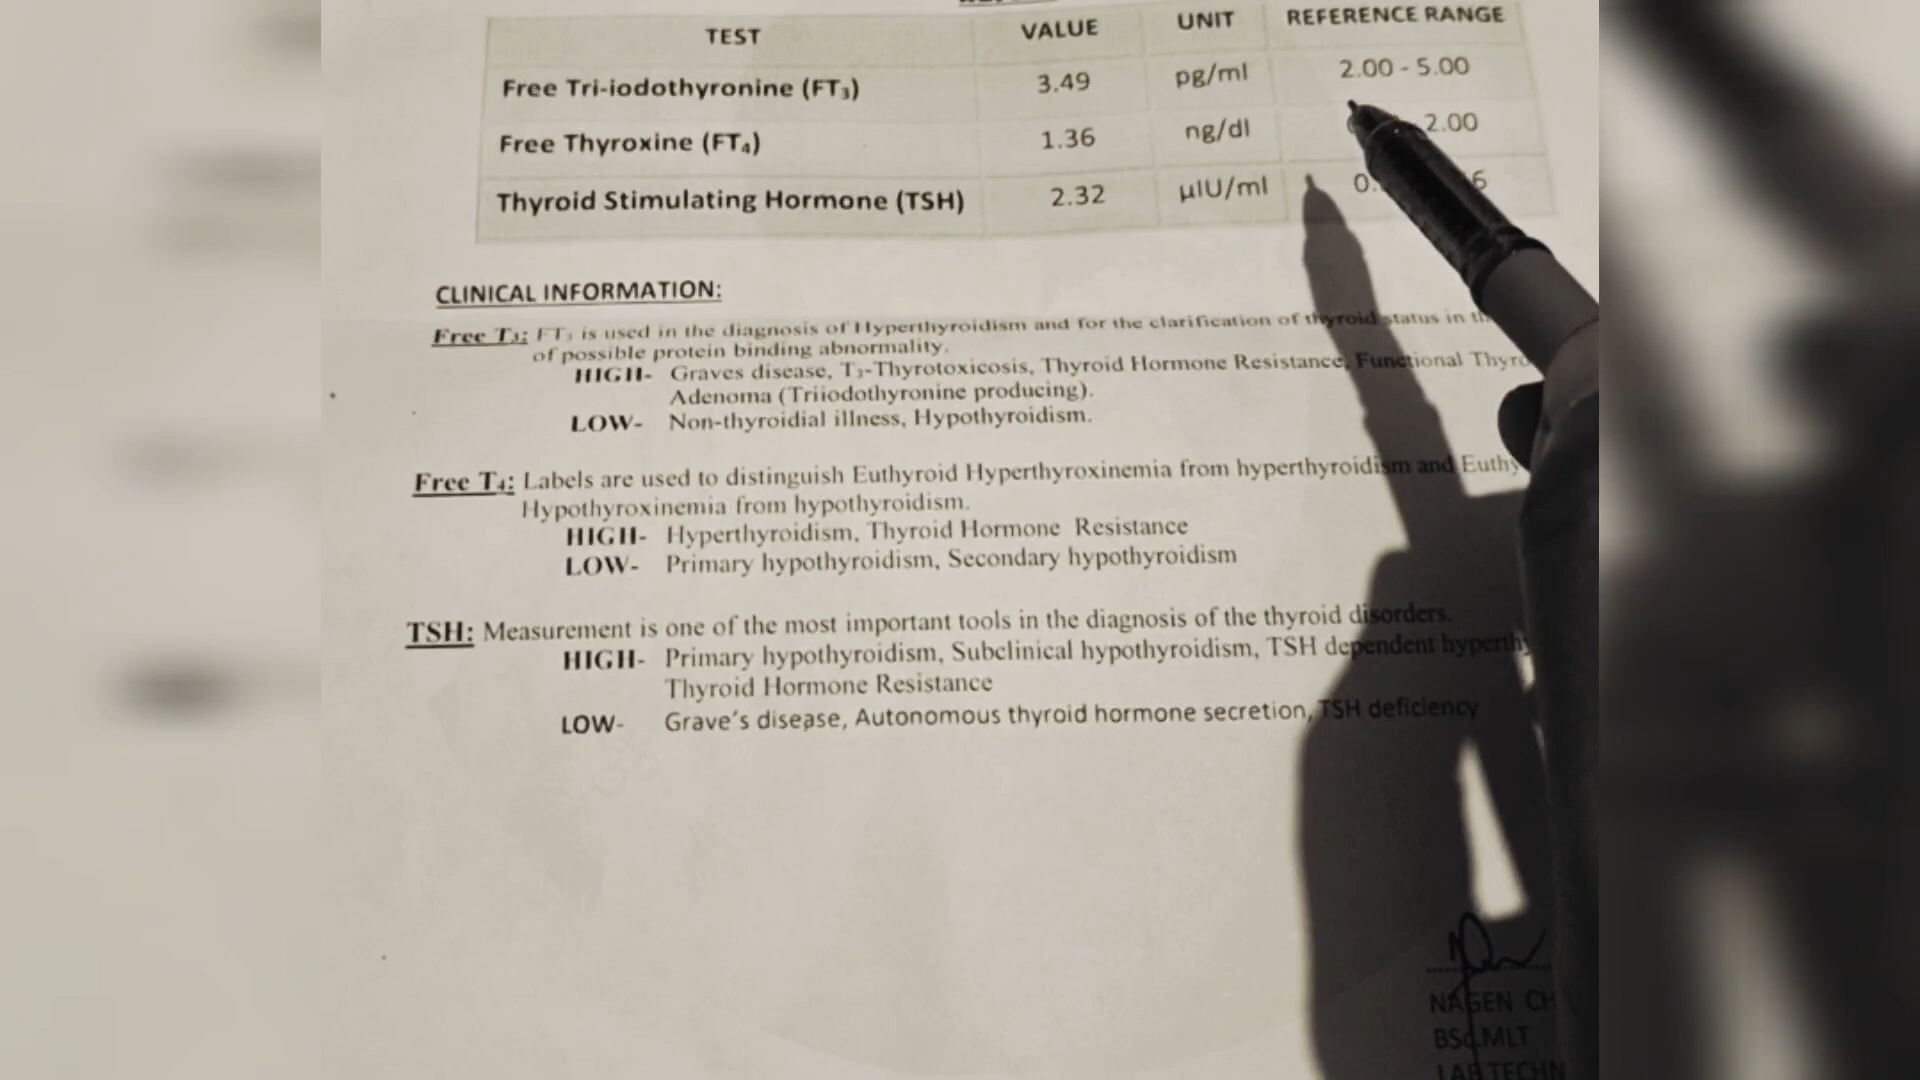 TEST VALUE UNIT REFERENCE RANGE
Free Tri-iodothyronine (FT₃) 3.49 pg/ml 2.00 - 5.00
Free Thyroxine (FT₄) 1.36 ng/dl 2.00
Thyroid Stimulating Hormone (TSH) 2.32 µIU/ml
CLINICAL INFORMATION:
Free T₃: FT₃ is used in the diagnosis of Hyperthyroidism and for the clarification of thyroid status in
of possible protein binding abnormality.
HIGH- Graves disease, T₃-Thyrotoxicosis, Thyroid Hormone Resistance, Functional
Adenoma (Triiodothyronine producing).
LOW- Non-thyroidial illness, Hypothyroidism.
Free T₄: Labels are used to distinguish Euthyroid Hyperthyroxinemia from hyperthyroidism and
Hypothyroxinemia from hypothyroidism.
HIGH- Hyperthyroidism, Thyroid Hormone Resistance
LOW- Primary hypothyroidism, Secondary hypothyroidism
TSH: Measurement is one of the most important tools in the diagnosis of the thyroid disorders.
HIGH- Primary hypothyroidism, Subclinical hypothyroidism, TSH dependent
Thyroid Hormone Resistance
LOW- Grave's disease, Autonomous thyroid hormone secretion, TSH deficiency
NAGEN CH
BSc.MLT
LAB TECHN